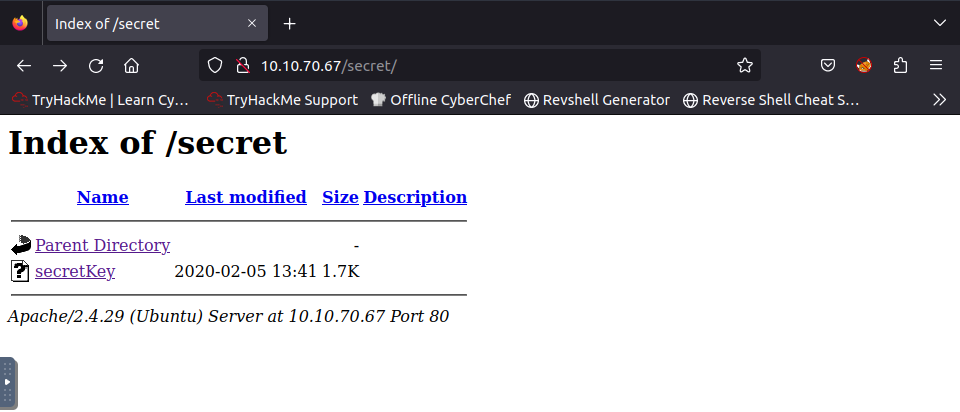 Index of /secret
10.10.70.67/secret/
TryHackMe | Learn Cy… TryHackMe Support Offline CyberChef Revshell Generator Reverse Shell Cheat S…
Index of /secret
Name Last modified Size Description
Parent Directory -
secretKey 2020-02-05 13:41 1.7K
Apache/2.4.29 (Ubuntu) Server at 10.10.70.67 Port 80